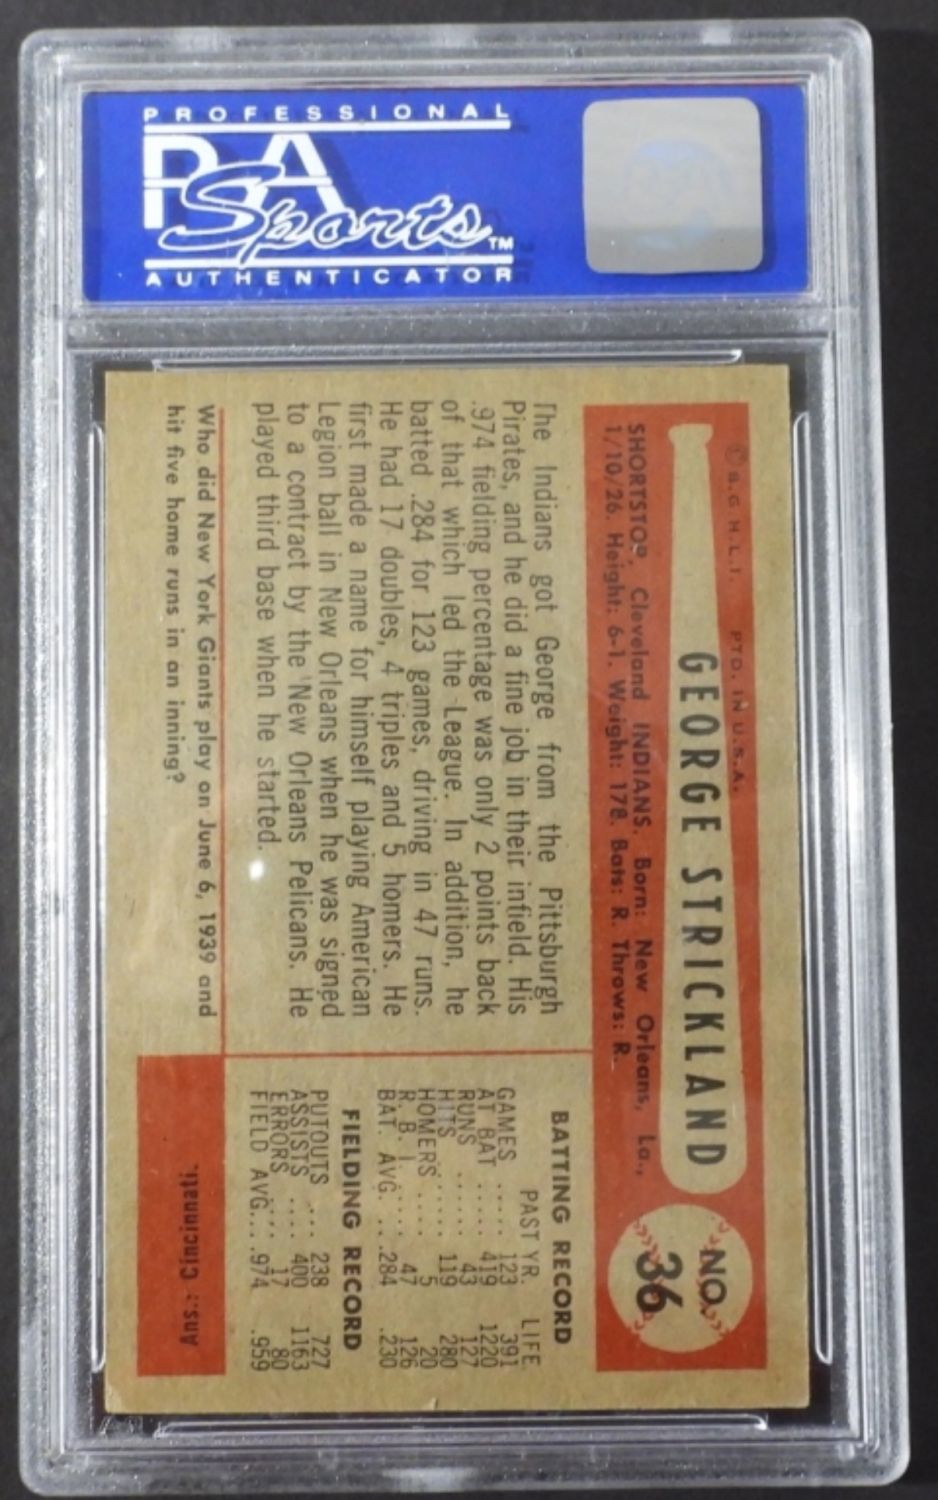 PROFESSIONAL
PSA
Sports™
AUTHENTICATOR
© B.G.H.L.I. PTD. IN U.S.A.
GEORGE STRICKLAND
NO.
36
SHORTSTOP, Cleveland INDIANS. Born: New Orleans, La.,
1/10/26. Height: 6-1. Weight: 178. Bats: R. Throws: R.
The Indians got George from the Pittsburgh
Pirates, and he did a fine job in their infield. His
.974 fielding percentage was only 2 points back
of that which led the League. In addition, he
batted .284 for 123 games, driving in 47 runs.
He had 17 doubles, 4 triples and 5 homers. He
first made a name for himself playing American
Legion ball in New Orleans when he was signed
to a contract by the New Orleans Pelicans. He
played third base when he started.
BATTING RECORD
PAST YR. LIFE
GAMES ..... 123 391
AT BAT ..... 419 1220
RUNS ...... 43 127
HITS ...... 119 280
HOMERS ..... 5 20
R. B. I. ..... 47 126
BAT. AVG. ... .284 .230
FIELDING RECORD
PUTOUTS ... 238 727
ASSISTS .... 400 1163
ERRORS .... 17 80
FIELD AVG.... .974 .959
Who did New York Giants play on June 6, 1939 and
hit five home runs in an inning?
Ans.: Cincinnati.